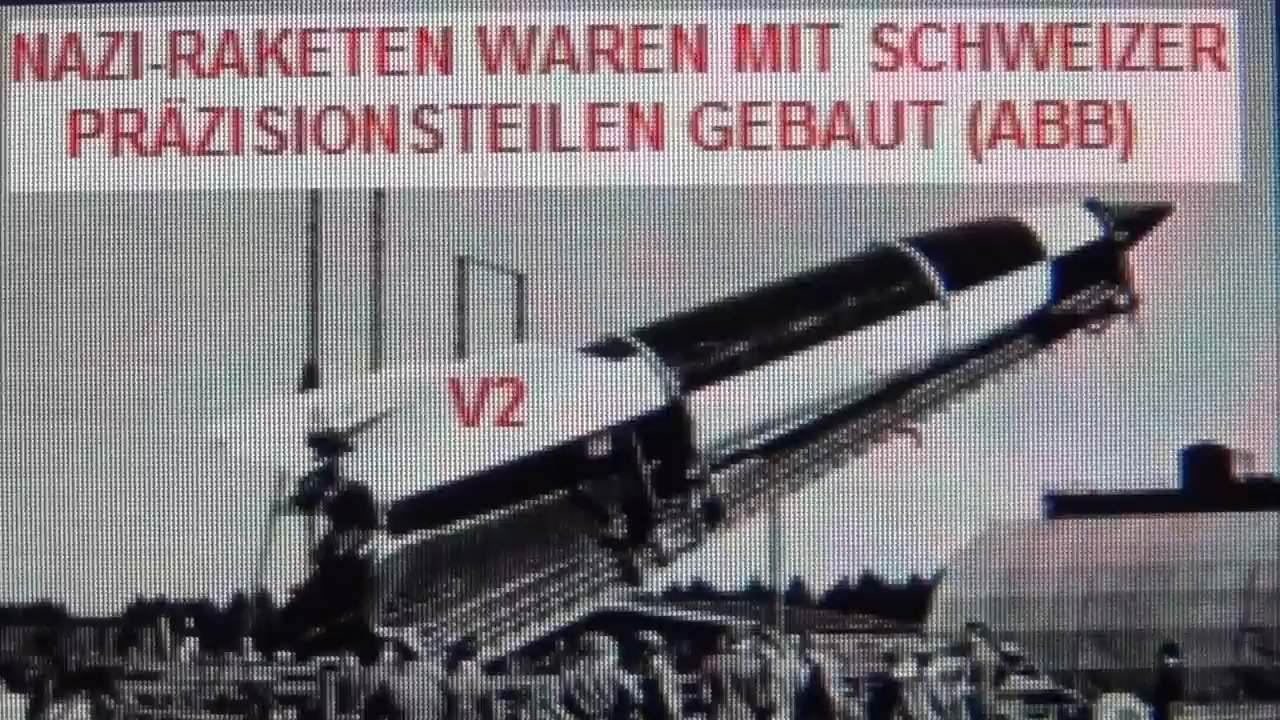 NAZI-RAKETEN WAREN MIT SCHWEIZER
PRÄZISIONSTEILEN GEBAUT (ABB)
V2